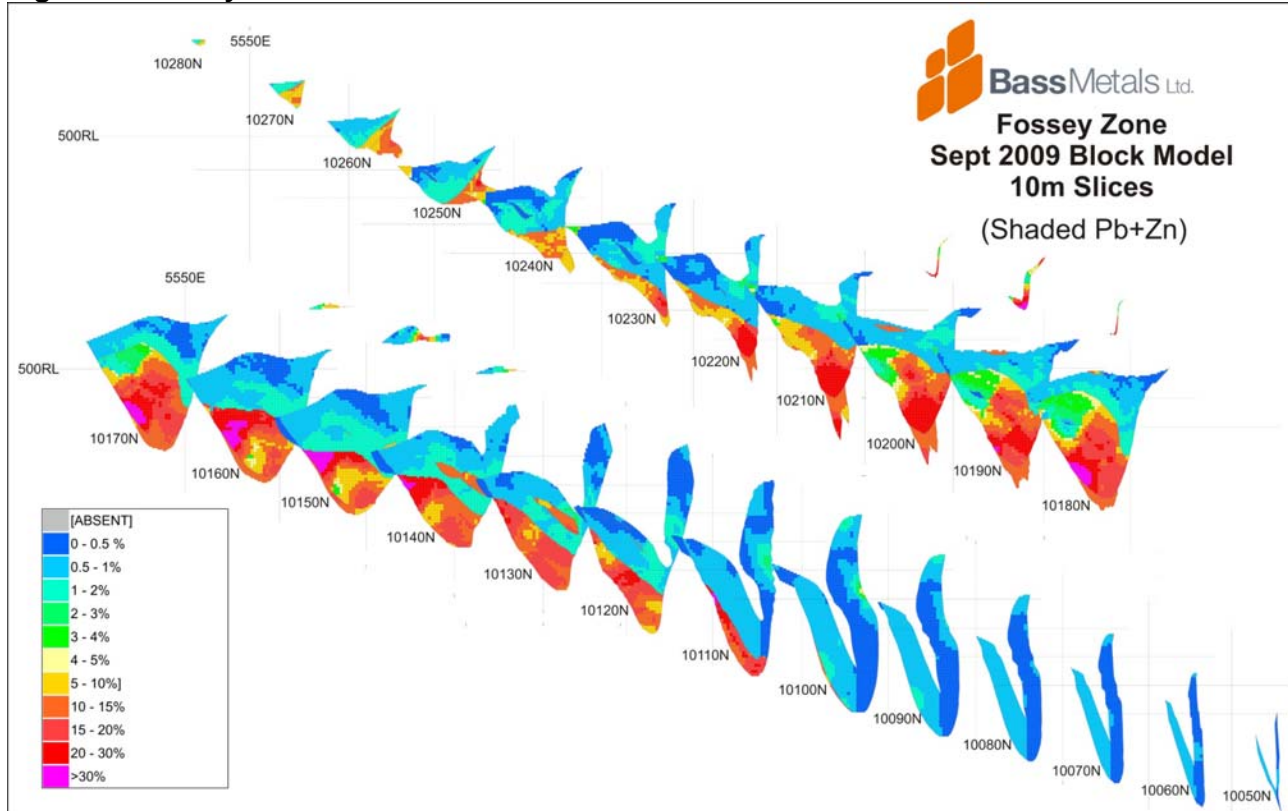 BassMetals Ltd.
Fossey Zone
Sept 2009 Block Model
10m Slices
(Shaded Pb+Zn)
5550E
10280N
10270N
500RL
10260N
10250N
10240N
10230N
10220N
10210N
10200N
10190N
10180N
5550E
500RL
10170N
10160N
10150N
10140N
10130N
10120N
10110N
10100N
10090N
10080N
10070N
10060N
10050N
[ABSENT]
0 - 0.5 %
0.5 - 1%
1 - 2%
2 - 3%
3 - 4%
4 - 5%
5 - 10%]
10 - 15%
15 - 20%
20 - 30%
>30%